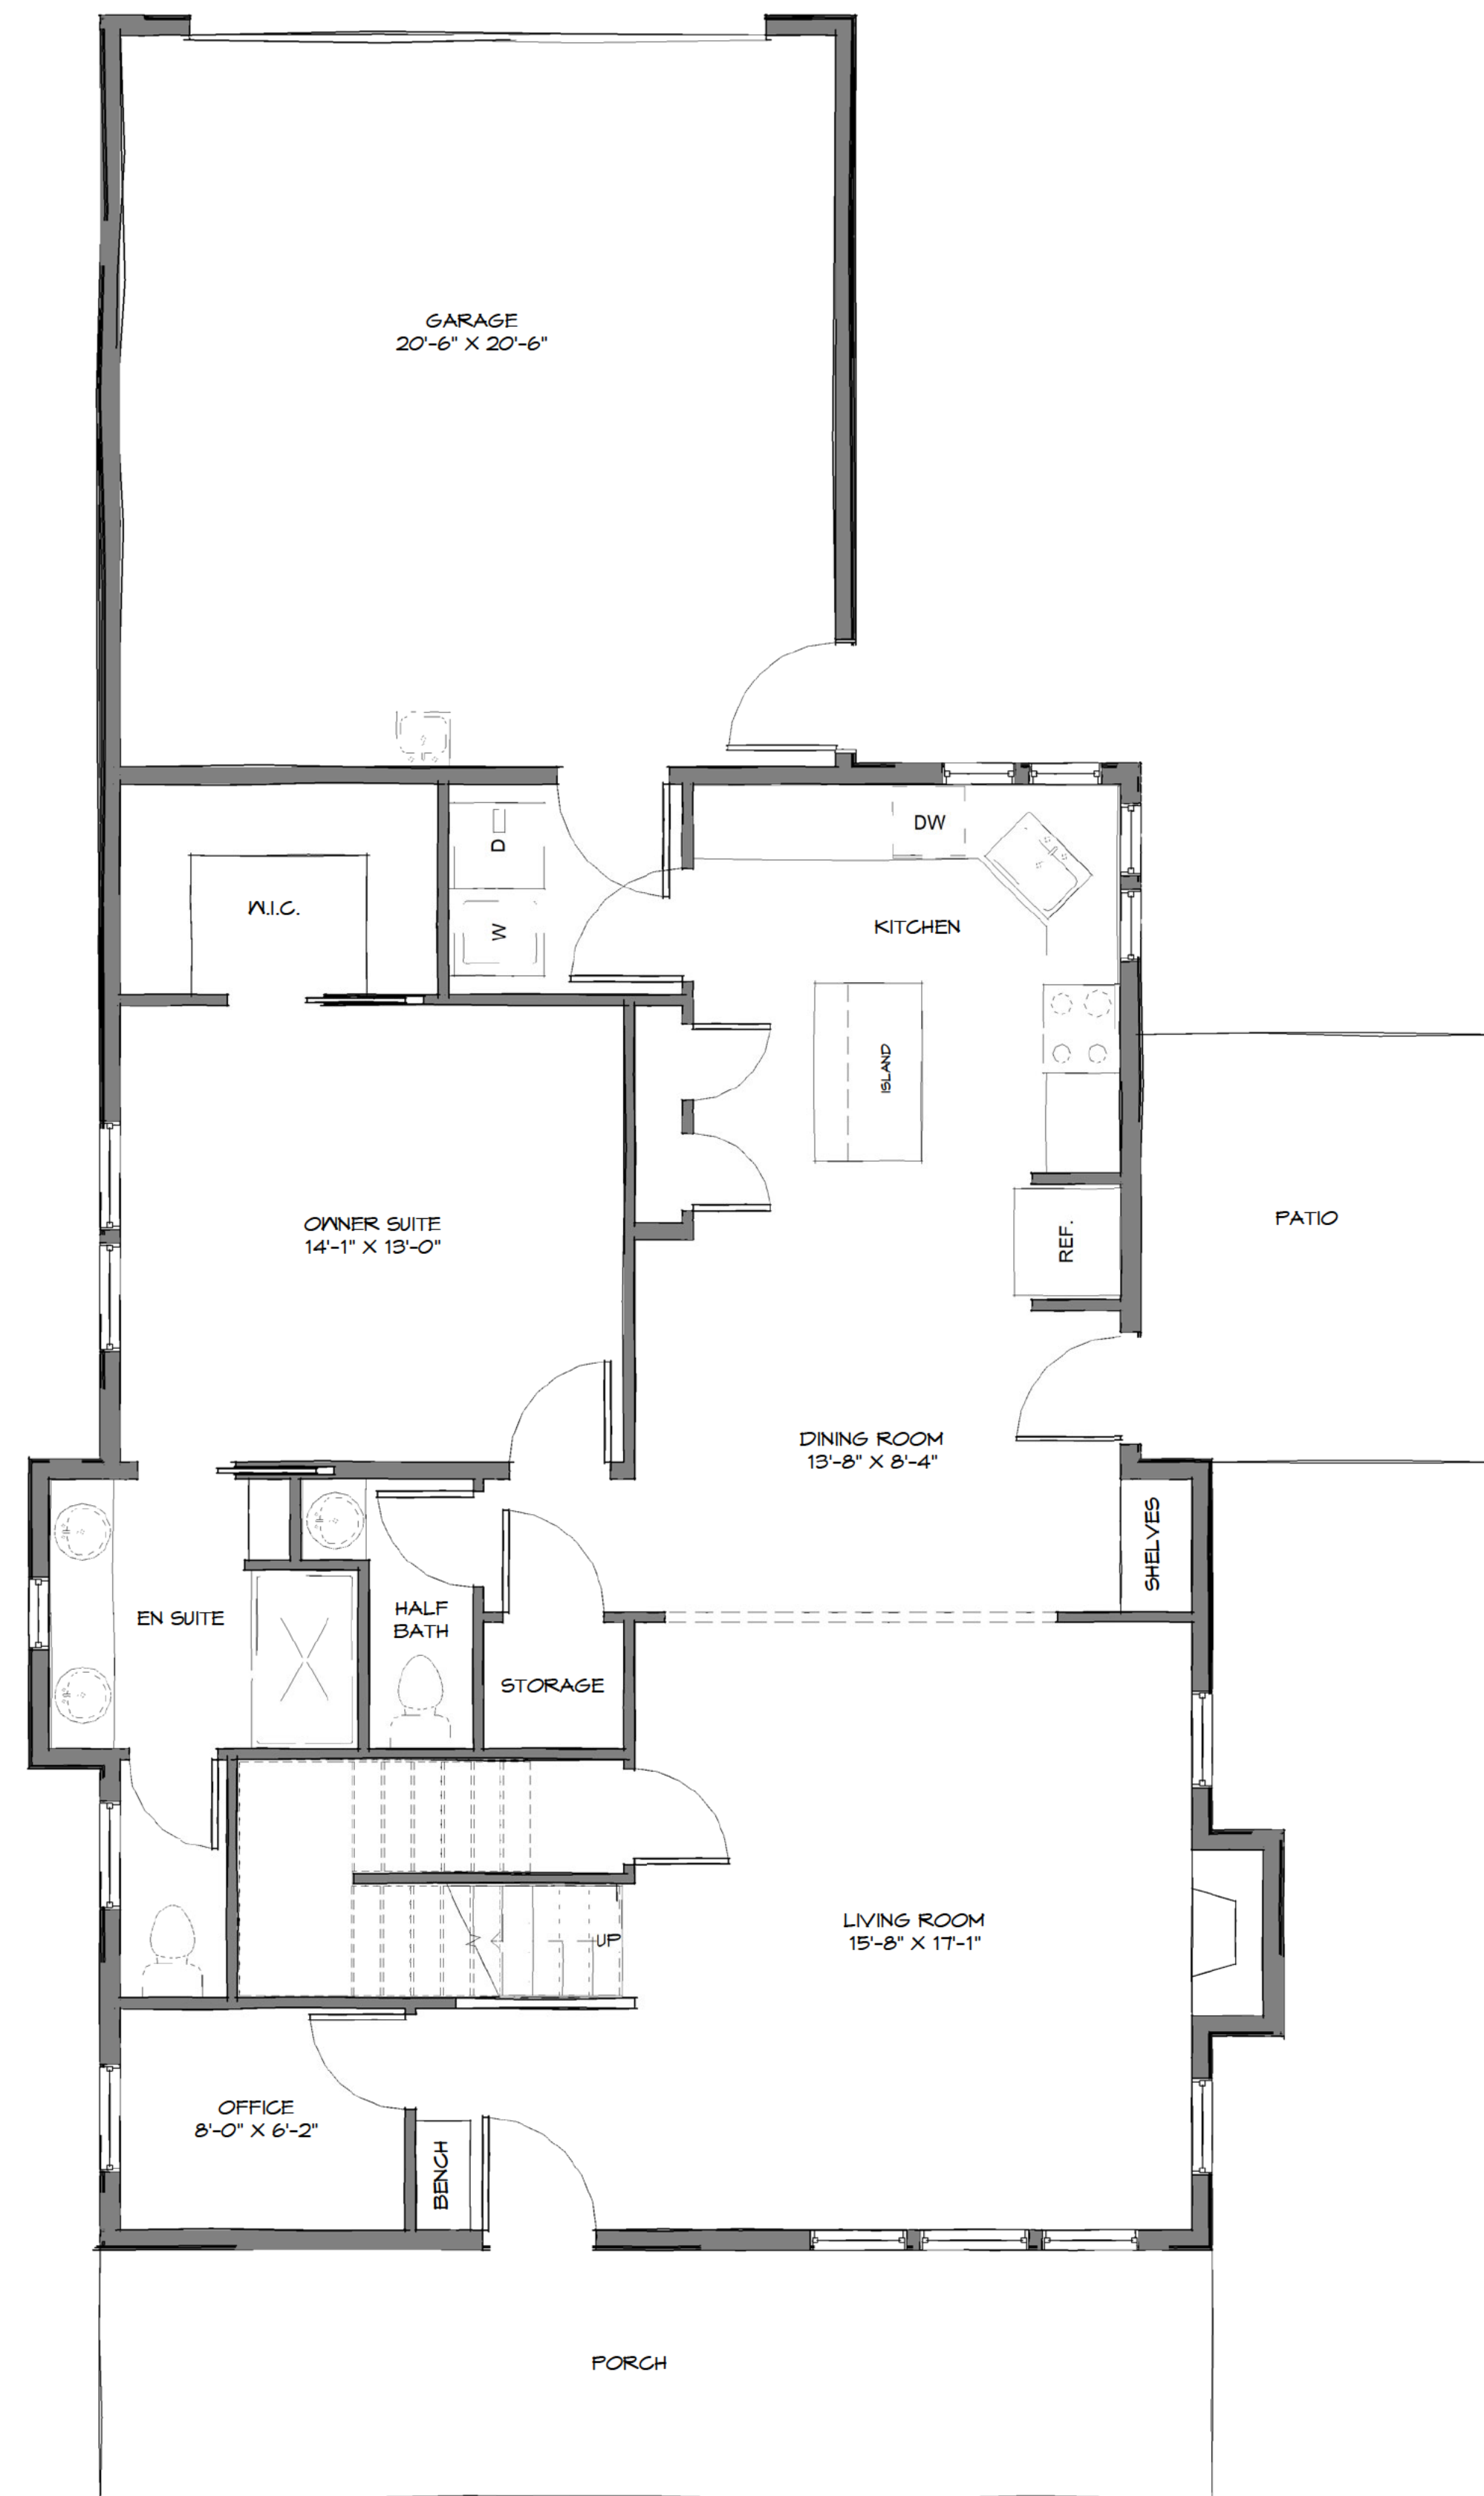 GARAGE
20'-6" X 20'-6"
D
DW
W.I.C.
W
KITCHEN
ISLAND
OWNER SUITE
14'-1" X 13'-0"
REF.
PATIO
DINING ROOM
13'-8" X 8'-4"
SHELVES
EN SUITE
HALF
BATH
STORAGE
LIVING ROOM
15'-8" X 17'-1"
UP
OFFICE
8'-0" X 6'-2"
BENCH
PORCH